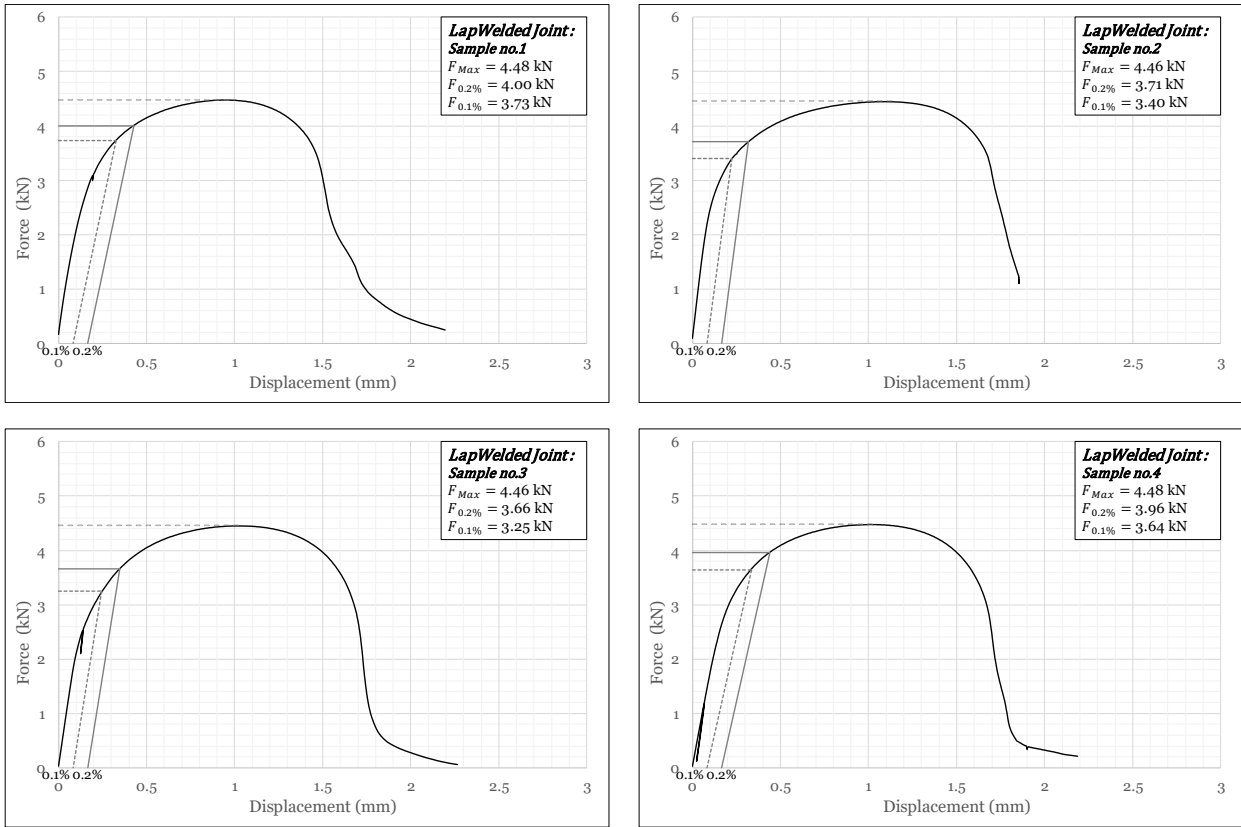 LapWelded Joint :
Sample no.1
F_Max = 4.48 kN
F_0.2% = 4.00 kN
F_0.1% = 3.73 kN
6
5
4
3
2
1
0
Force (kN)
0.1% 0.2%
0 0.5 1 1.5 2 2.5 3
Displacement (mm)
LapWelded Joint :
Sample no.2
F_Max = 4.46 kN
F_0.2% = 3.71 kN
F_0.1% = 3.40 kN
6
5
4
3
2
1
0
Force (kN)
0.1% 0.2%
0 0.5 1 1.5 2 2.5 3
Displacement (mm)
LapWelded Joint :
Sample no.3
F_Max = 4.46 kN
F_0.2% = 3.66 kN
F_0.1% = 3.25 kN
6
5
4
3
2
1
0
Force (kN)
0.1% 0.2%
0 0.5 1 1.5 2 2.5 3
Displacement (mm)
LapWelded Joint :
Sample no.4
F_Max = 4.48 kN
F_0.2% = 3.96 kN
F_0.1% = 3.64 kN
6
5
4
3
2
1
0
Force (kN)
0.1% 0.2%
0 0.5 1 1.5 2 2.5 3
Displacement (mm)